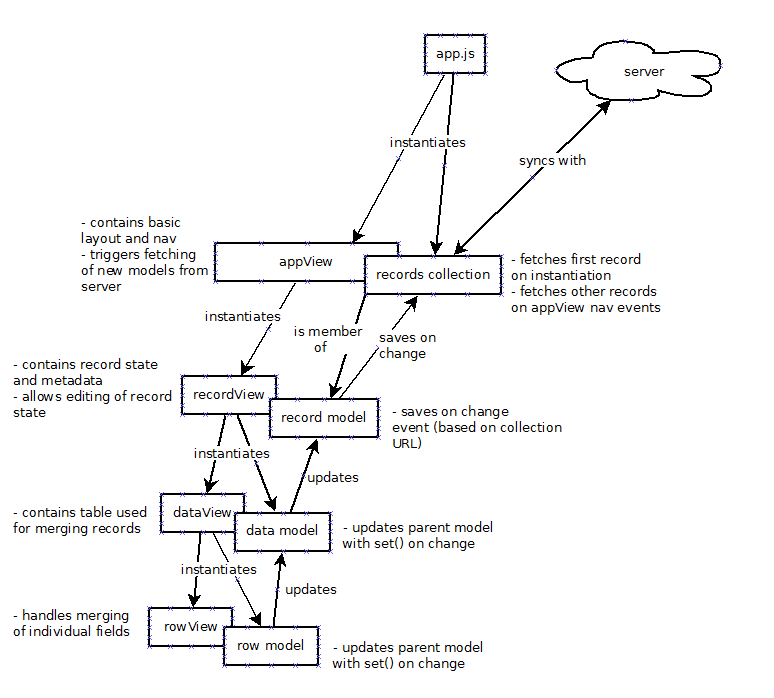 app.js
server
instantiates
syncs with
- contains basic
layout and nav
- triggers fetching
of new models from
server
appView
records collection
- fetches first record
on instantiation
- fetches other records
on appView nav events
instantiates
is member
of
saves on
change
- contains record state
and metadata
- allows editing of record
state
recordView
record model
- saves on change
event (based on collection
URL)
instantiates
updates
- contains table used
for merging records
dataView
data model
- updates parent model
with set() on change
instantiates
updates
- handles merging
of individual fields
rowView
row model
- updates parent model
with set() on change